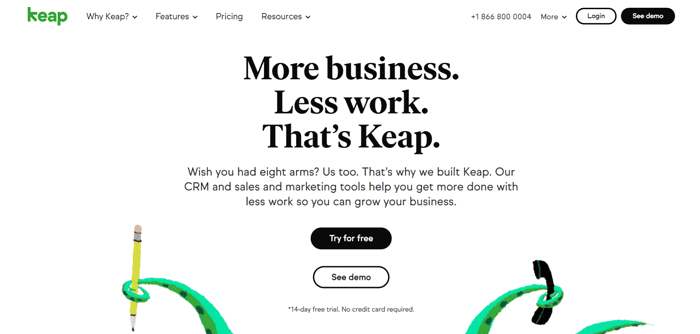 keap Why Keap? Features Pricing Resources +1 866 800 0004 More Login See demo
More business.
Less work.
That's Keap.
Wish you had eight arms? Us too. That's why we built Keap. Our
CRM and sales and marketing tools help you get more done with
less work so you can grow your business.
Try for free
See demo
*14-day free trial. No credit card required.